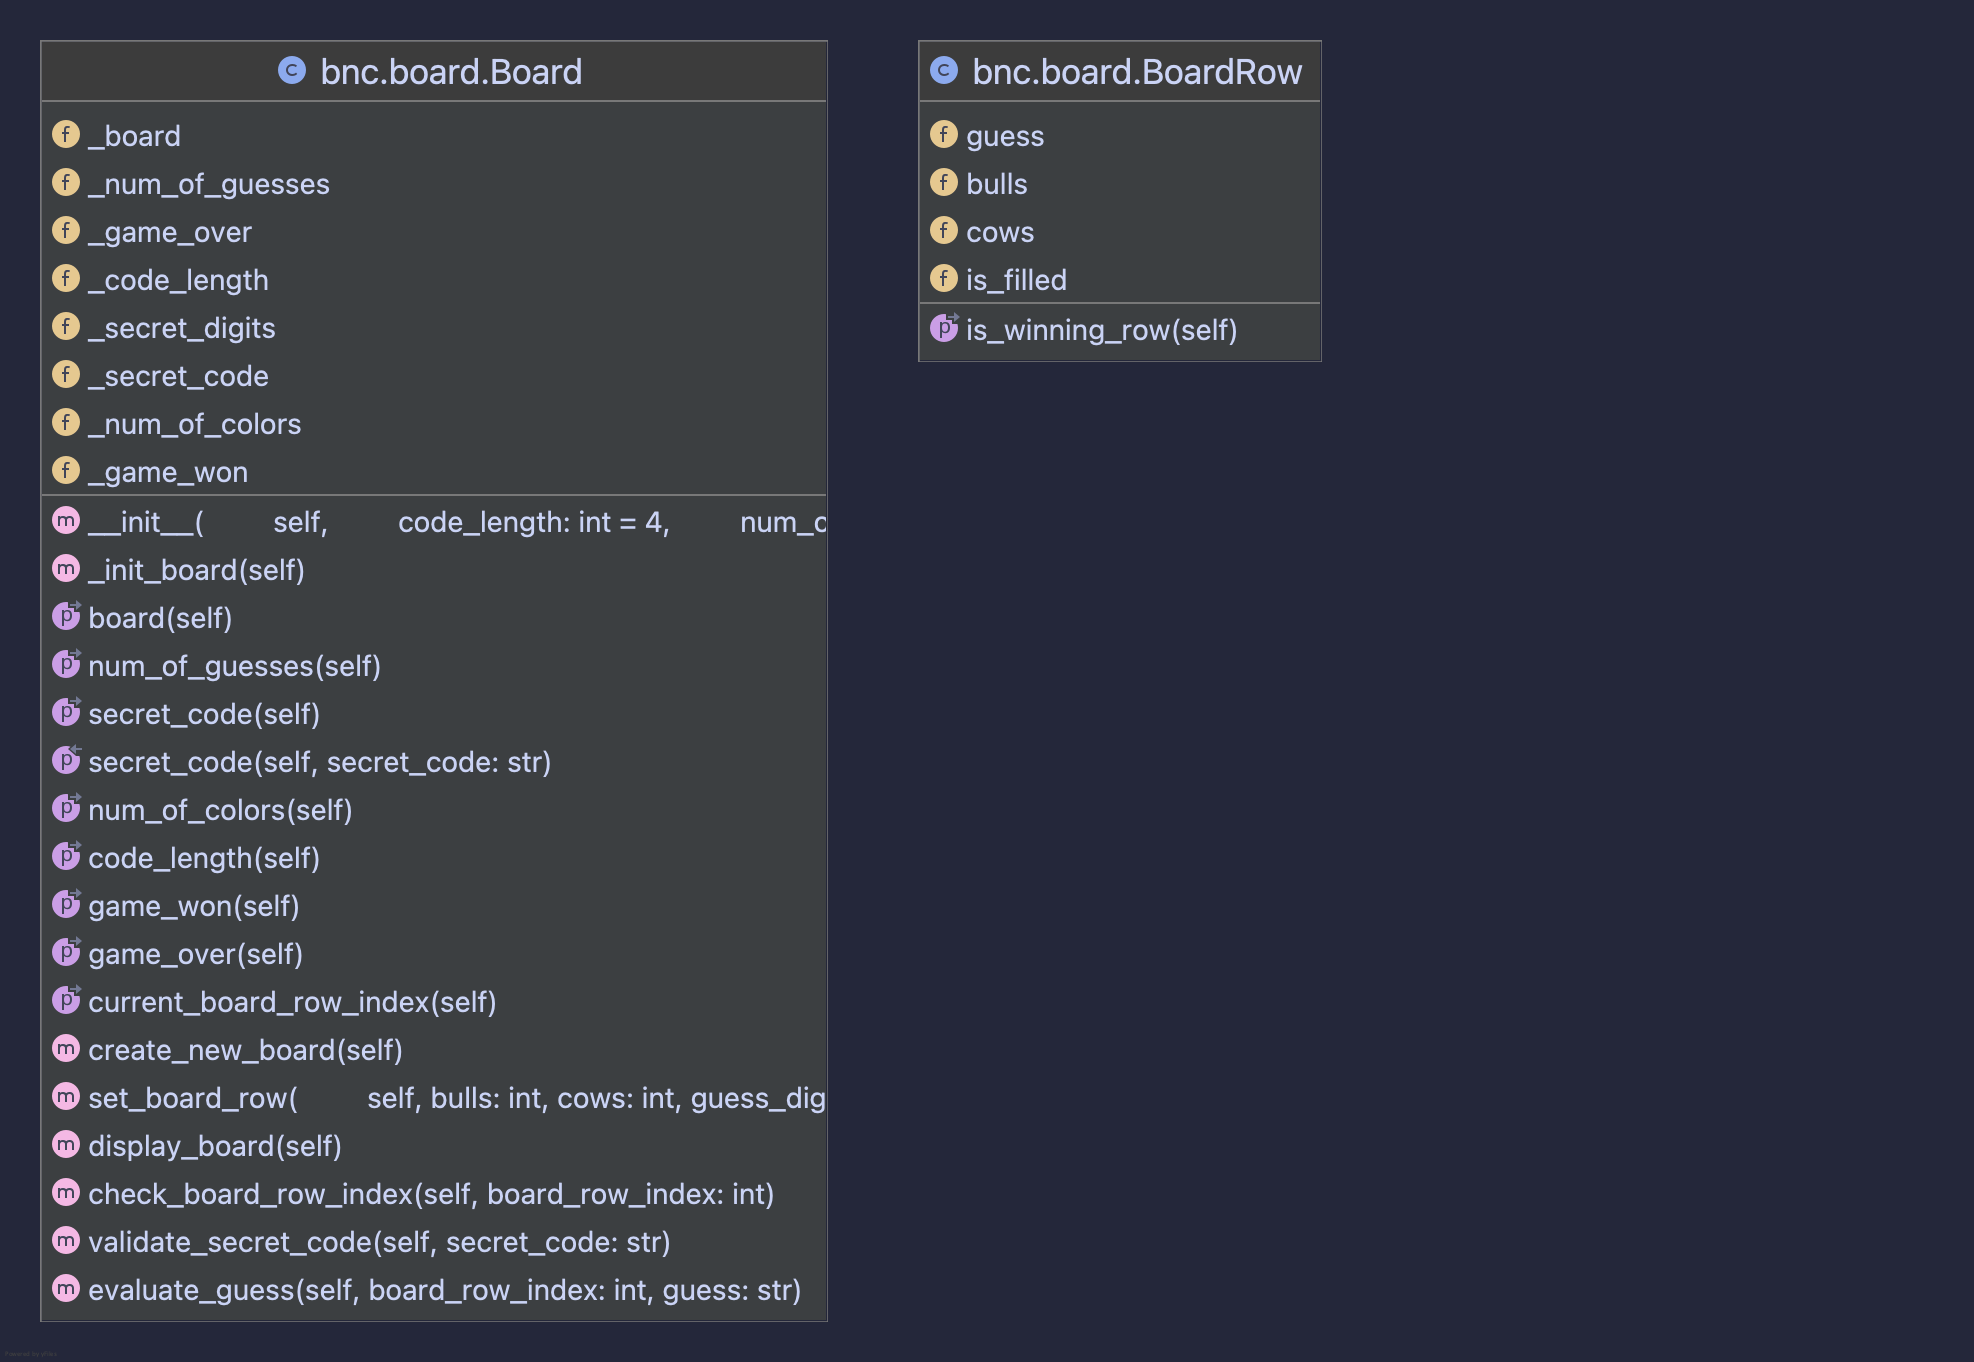 bnc.board.Board
_board
_num_of_guesses
_game_over
_code_length
_secret_digits
_secret_code
_num_of_colors
_game_won
__init__( self, code_length: int = 4, num_c
_init_board(self)
board(self)
num_of_guesses(self)
secret_code(self)
secret_code(self, secret_code: str)
num_of_colors(self)
code_length(self)
game_won(self)
game_over(self)
current_board_row_index(self)
create_new_board(self)
set_board_row( self, bulls: int, cows: int, guess_dig
display_board(self)
check_board_row_index(self, board_row_index: int)
validate_secret_code(self, secret_code: str)
evaluate_guess(self, board_row_index: int, guess: str)
bnc.board.BoardRow
guess
bulls
cows
is_filled
is_winning_row(self)
Powered by yFiles